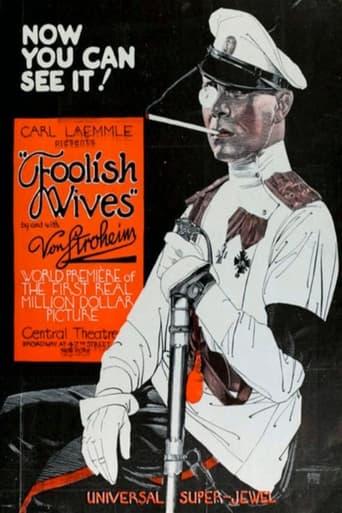 NOW
YOU CAN
SEE IT!
CARL LAEMMLE
presents
"Foolish
Wives"
by and with
Von Stroheim
WORLD PREMIÈRE of
THE FIRST REAL
MILLION DOLLAR
PICTURE
Central Theatre
BROADWAY AT 47TH STREET
UNIVERSAL SUPER-JEWEL